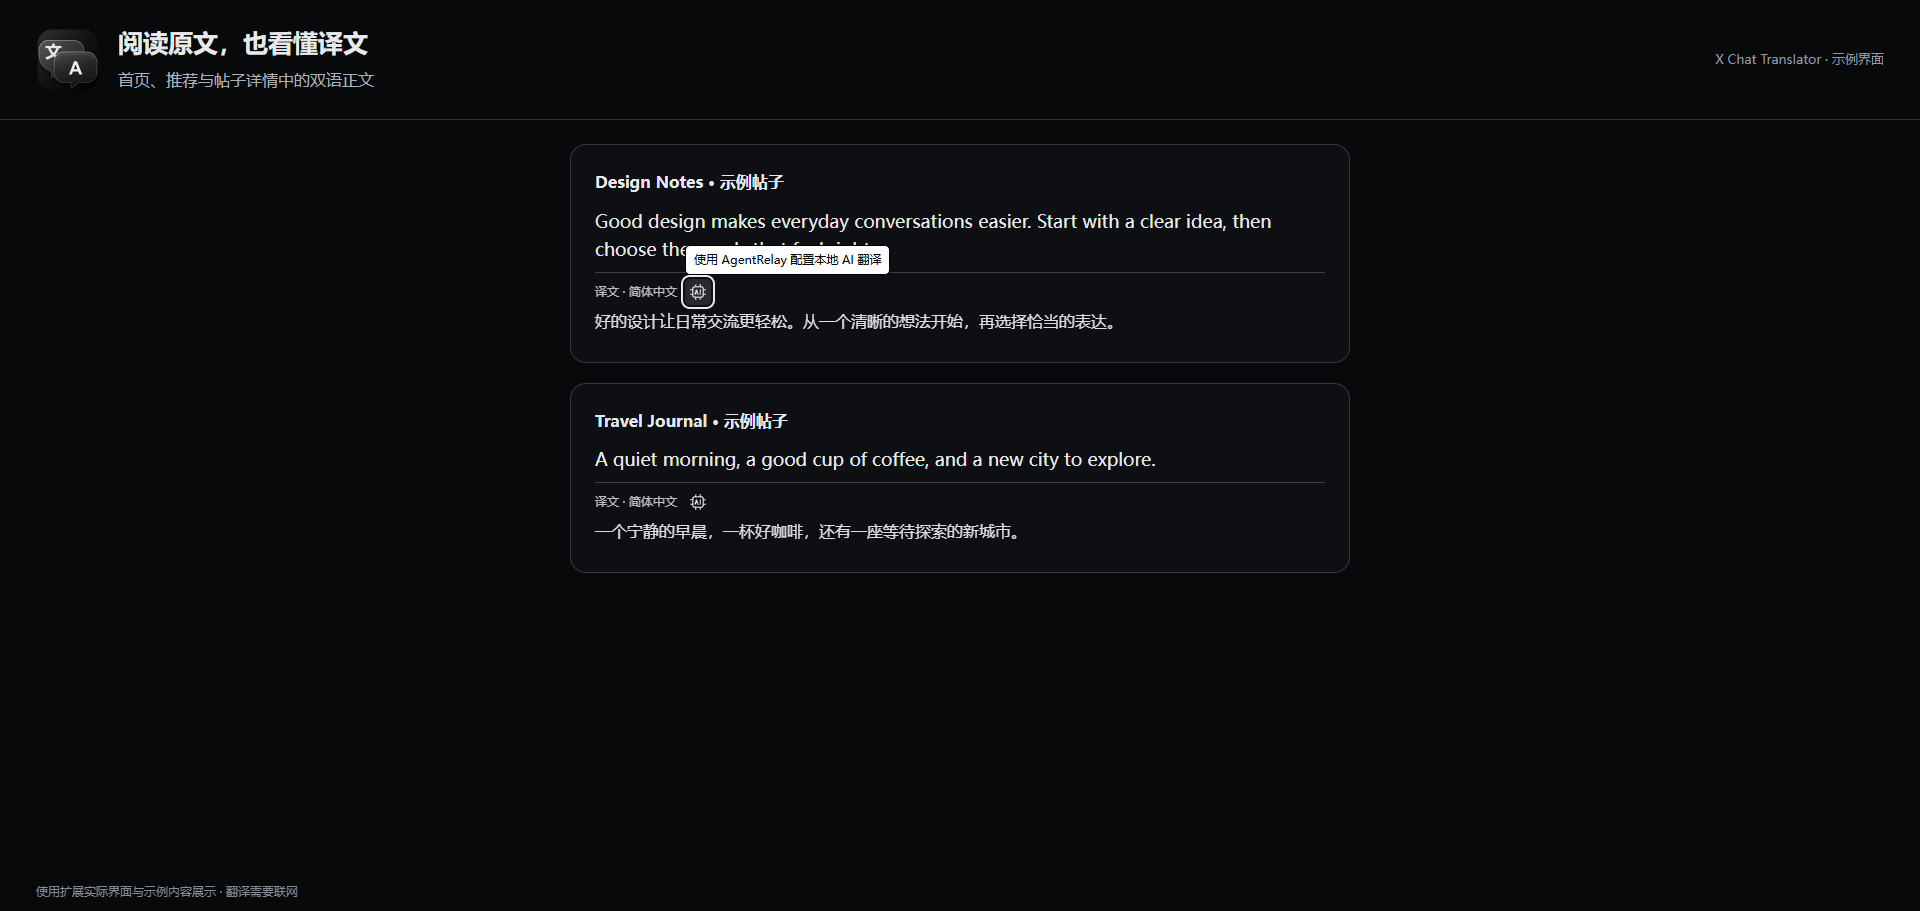 阅读原文，也看懂译文
首页、推荐与帖子详情中的双语正文
X Chat Translator · 示例界面
文
A
Design Notes • 示例帖子
Good design makes everyday conversations easier. Start with a clear idea, then
choose the
使用 AgentRelay 配置本地 AI 翻译
译文 · 简体中文 AI
好的设计让日常交流更轻松。从一个清晰的想法开始，再选择恰当的表达。
Travel Journal • 示例帖子
A quiet morning, a good cup of coffee, and a new city to explore.
译文 · 简体中文 AI
一个宁静的早晨，一杯好咖啡，还有一座等待探索的新城市。
使用扩展实际界面与示例内容展示 · 翻译需要联网